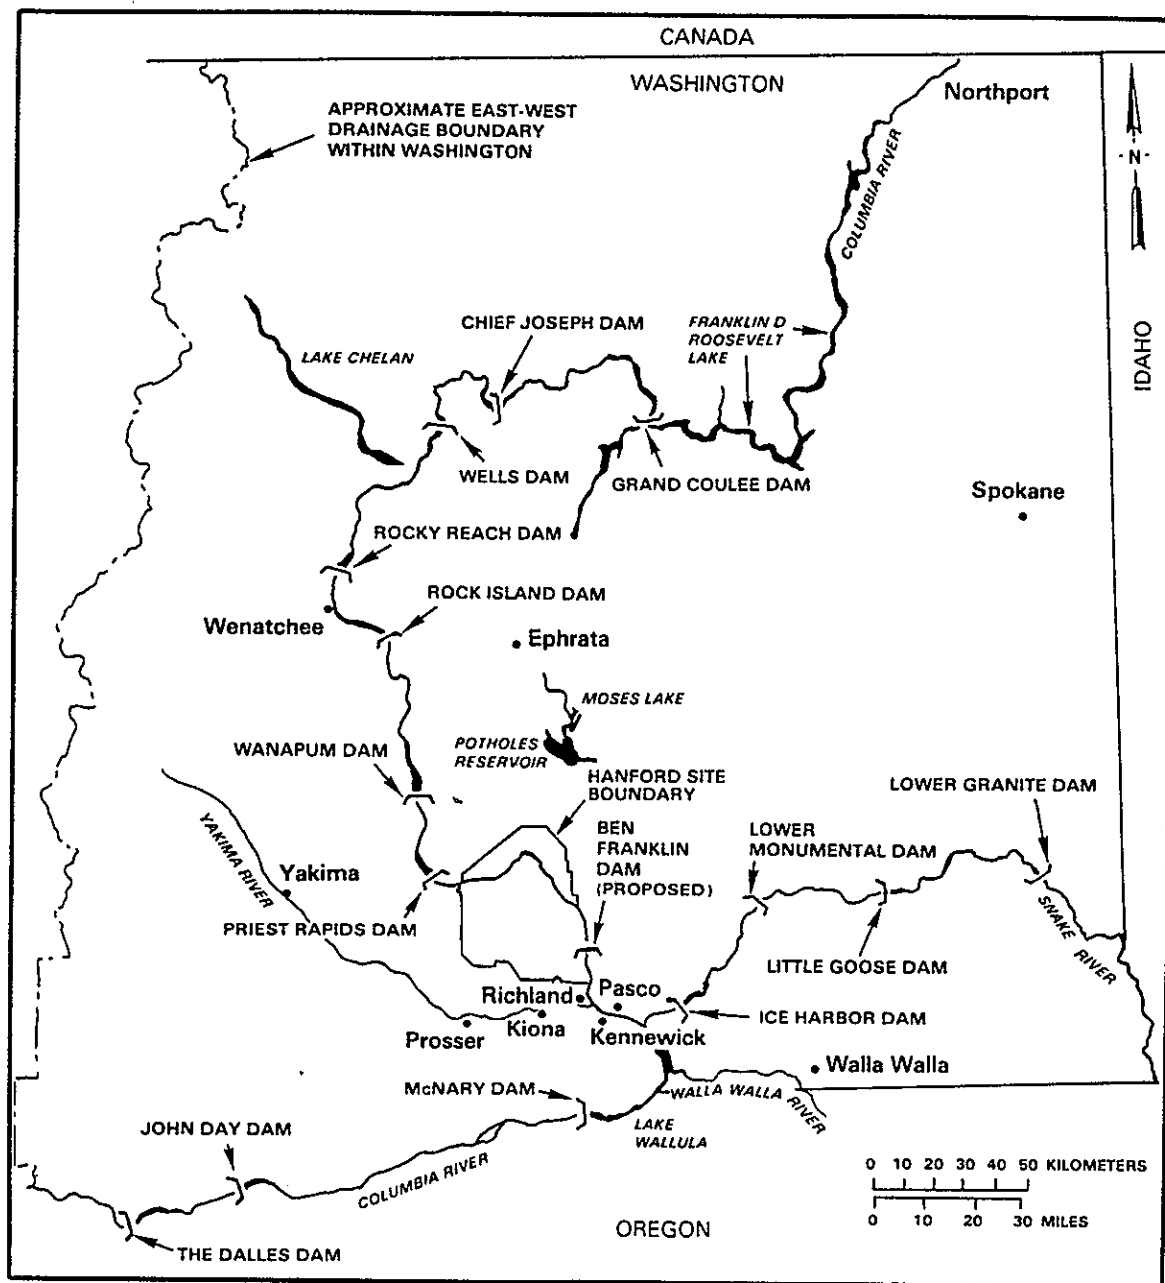 CANADA
WASHINGTON
Northport
APPROXIMATE EAST-WEST
DRAINAGE BOUNDARY
WITHIN WASHINGTON
N
COLUMBIA RIVER
IDAHO
CHIEF JOSEPH DAM
FRANKLIN D
ROOSEVELT
LAKE
LAKE CHELAN
WELLS DAM
GRAND COULEE DAM
Spokane
ROCKY REACH DAM
ROCK ISLAND DAM
Wenatchee
Ephrata
MOSES LAKE
WANAPUM DAM
POTHOLES
RESERVOIR
HANFORD SITE
BOUNDARY
LOWER GRANITE DAM
YAKIMA RIVER
BEN
FRANKLIN
DAM
(PROPOSED)
LOWER
MONUMENTAL DAM
Yakima
PRIEST RAPIDS DAM
SNAKE RIVER
LITTLE GOOSE DAM
Richland
Pasco
ICE HARBOR DAM
Kiona
Prosser
Kennewick
Walla Walla
McNARY DAM
WALLA WALLA RIVER
LAKE
WALLULA
JOHN DAY DAM
COLUMBIA RIVER
0 10 20 30 40 50 KILOMETERS
0 10 20 30 MILES
OREGON
THE DALLES DAM